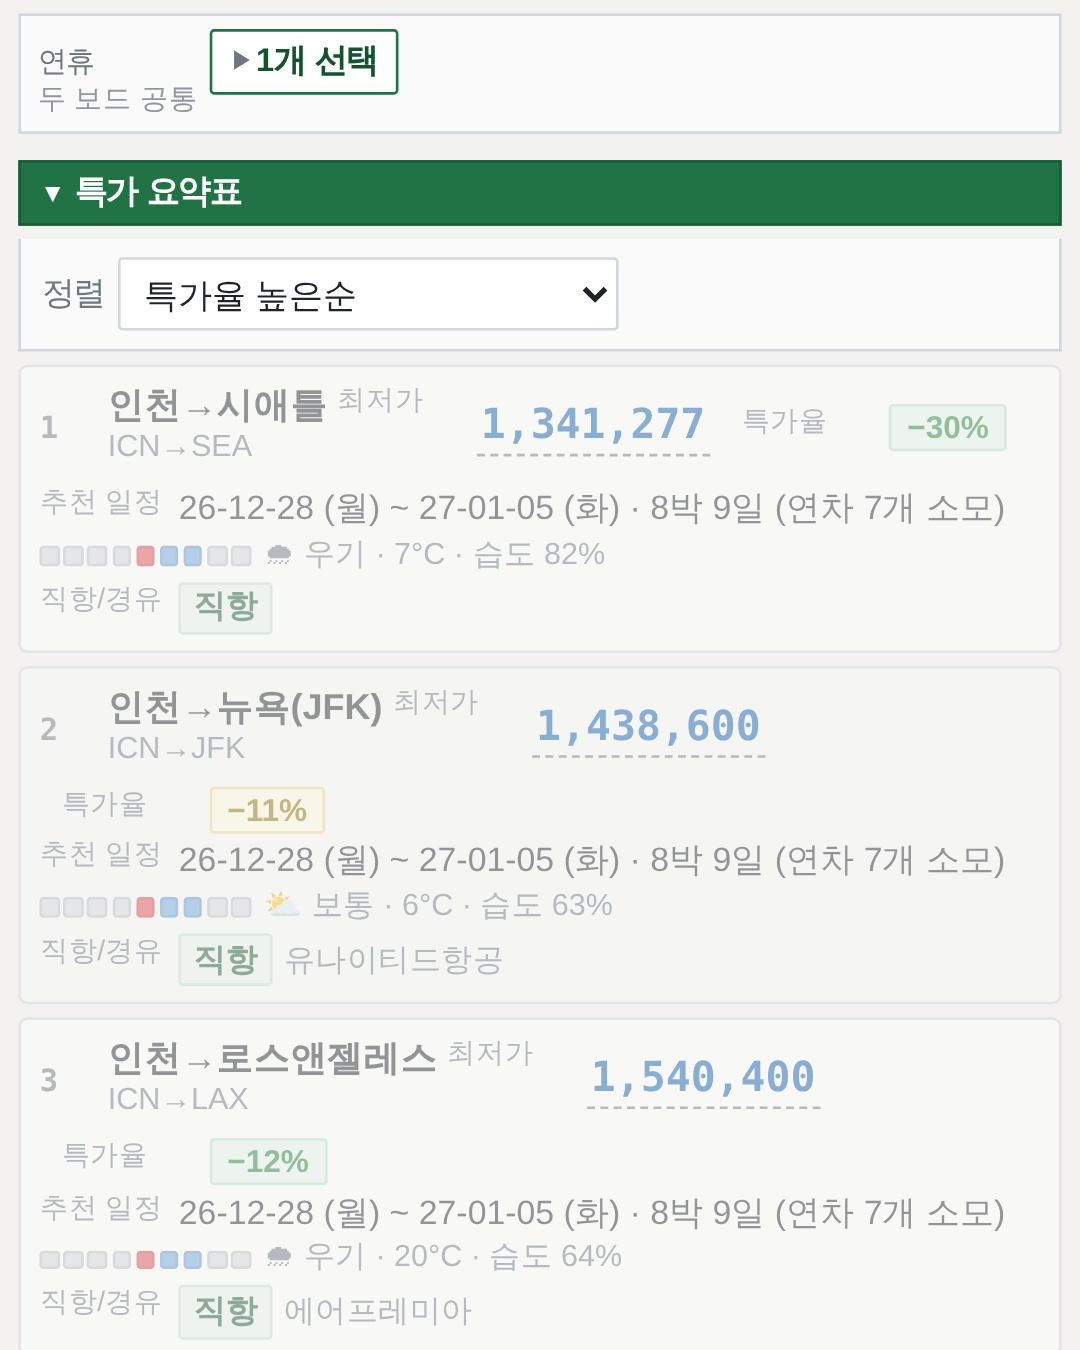 연휴
두 보드 공통
▶ 1개 선택
▼ 특가 요약표
정렬
특가율 높은순
1
인천→시애틀 최저가
ICN→SEA
1,341,277
특가율
−30%
추천 일정 26-12-28 (월) ~ 27-01-05 (화) · 8박 9일 (연차 7개 소모)
🌧 우기 · 7°C · 습도 82%
직항/경유 직항
2
인천→뉴욕(JFK) 최저가
ICN→JFK
1,438,600
특가율 −11%
추천 일정 26-12-28 (월) ~ 27-01-05 (화) · 8박 9일 (연차 7개 소모)
⛅ 보통 · 6°C · 습도 63%
직항/경유 직항 유나이티드항공
3
인천→로스앤젤레스 최저가
ICN→LAX
1,540,400
특가율 −12%
추천 일정 26-12-28 (월) ~ 27-01-05 (화) · 8박 9일 (연차 7개 소모)
🌧 우기 · 20°C · 습도 64%
직항/경유 직항 에어프레미아